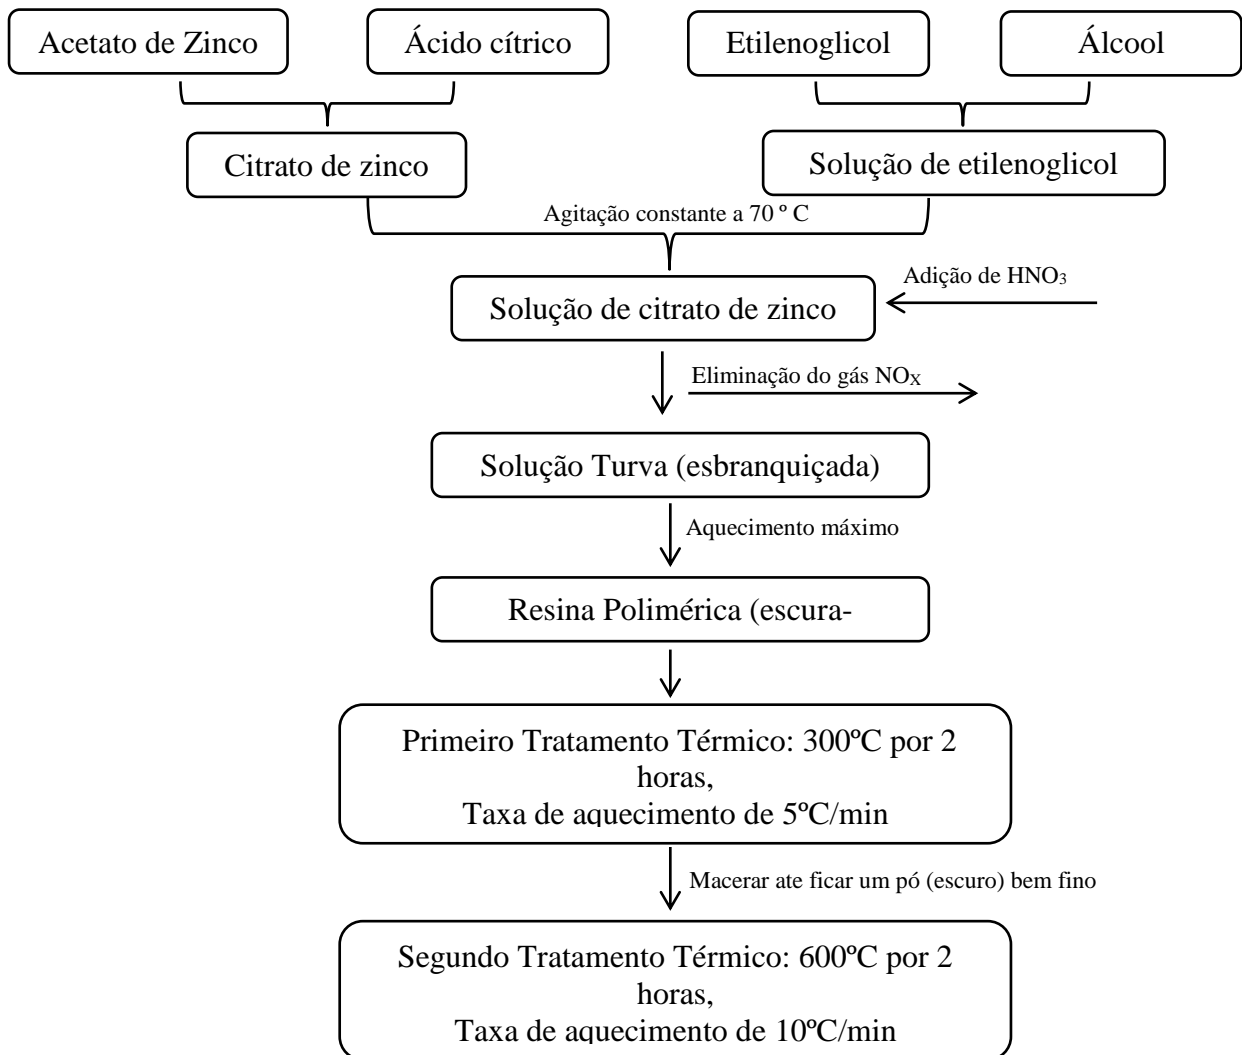 Acetato de Zinco
Ácido cítrico
Etilenoglicol
Álcool
Citrato de zinco
Solução de etilenoglicol
Agitação constante a 70 º C
Adição de HNO₃
Solução de citrato de zinco
Eliminação do gás NOₓ
Solução Turva (esbranquiçada)
Aquecimento máximo
Resina Polimérica (escura-
Primeiro Tratamento Térmico: 300ºC por 2
horas,
Taxa de aquecimento de 5ºC/min
Macerar ate ficar um pó (escuro) bem fino
Segundo Tratamento Térmico: 600ºC por 2
horas,
Taxa de aquecimento de 10ºC/min